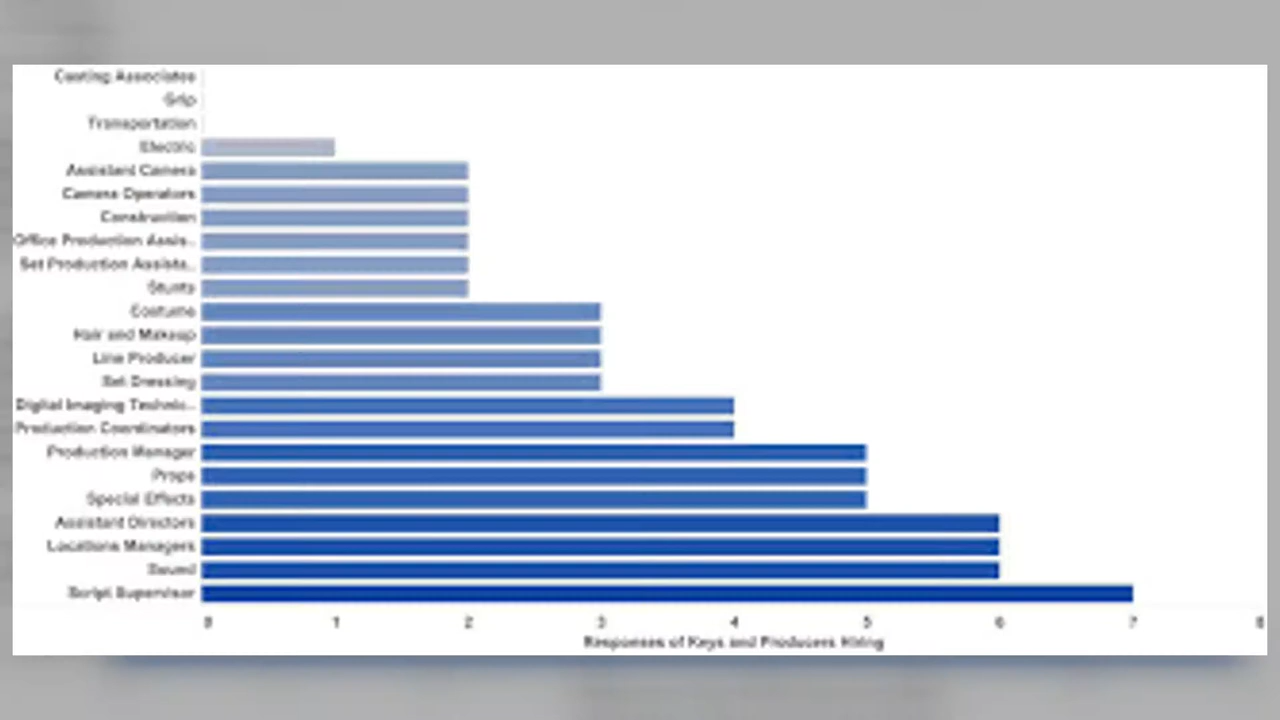 Casting Associates
Grip
Transportation
Electric
Assistant Camera
Camera Operators
Construction
Office Production Assis..
Set Production Assista..
Stunts
Costume
Hair and Makeup
Line Producer
Set Dressing
Digital Imaging Technic..
Production Coordinators
Production Manager
Props
Special Effects
Assistant Directors
Locations Managers
Sound
Script Supervisor
0 1 2 3 4 5 6 7 8
Responses of Keys and Producers Hiring